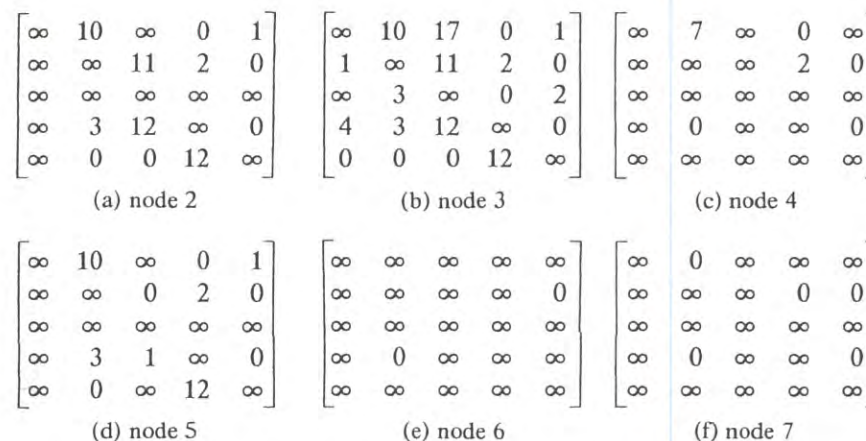 ∞ 10 ∞ 0 1
∞ ∞ 11 2 0
∞ ∞ ∞ ∞ ∞
∞ 3 12 ∞ 0
∞ 0 0 12 ∞
(a) node 2
∞ 10 17 0 1
1 ∞ 11 2 0
∞ 3 ∞ 0 2
4 3 12 ∞ 0
0 0 0 12 ∞
(b) node 3
∞ 7 ∞ 0 ∞
∞ ∞ ∞ 2 0
∞ ∞ ∞ ∞ ∞
∞ 0 ∞ ∞ 0
∞ ∞ ∞ ∞ ∞
(c) node 4
∞ 10 ∞ 0 1
∞ ∞ 0 2 0
∞ ∞ ∞ ∞ ∞
∞ 3 1 ∞ 0
∞ 0 ∞ 12 ∞
(d) node 5
∞ ∞ ∞ ∞ ∞
∞ ∞ ∞ ∞ 0
∞ ∞ ∞ ∞ ∞
∞ 0 ∞ ∞ ∞
∞ ∞ ∞ ∞ ∞
(e) node 6
∞ 0 ∞ ∞ ∞
∞ ∞ ∞ 0 0
∞ ∞ ∞ ∞ ∞
∞ 0 ∞ ∞ 0
∞ ∞ ∞ ∞ ∞
(f) node 7